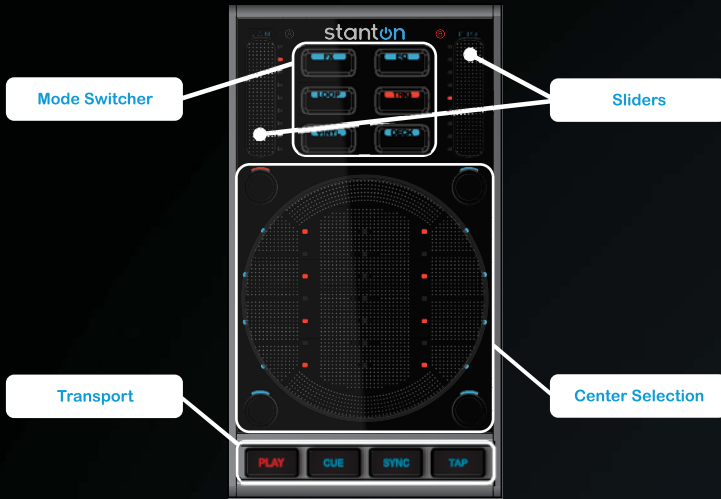 stanton
FX EQ
Mode Switcher
LOOP TRIG
Sliders
VINYL DECK
Transport
Center Selection
PLAY CUE SYNC TAP